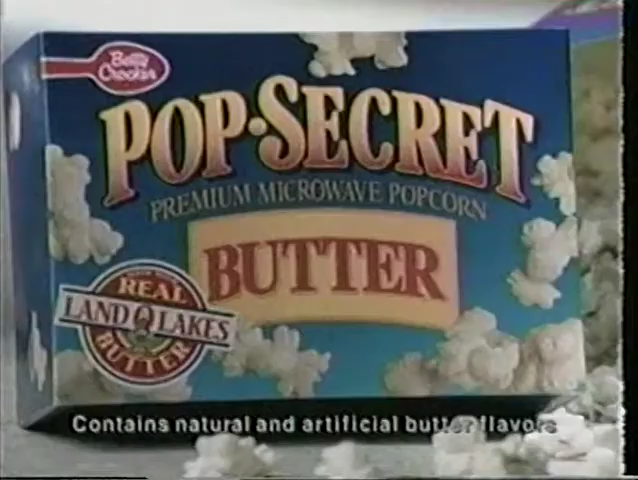 Betty
Crocker
POP·SECRET
PREMIUM MICROWAVE POPCORN
BUTTER
REAL
LAND O LAKES
BUTTER
Contains natural and artificial butter flavors